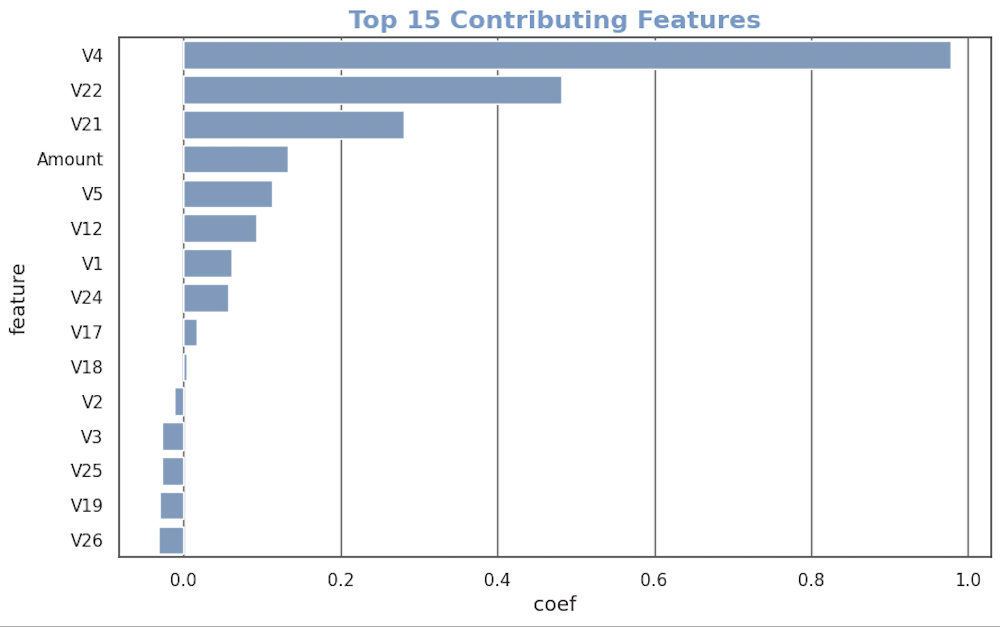 Top 15 Contributing Features
V4
V22
V21
Amount
V5
V12
V1
V24
V17
V18
V2
V3
V25
V19
V26
feature
0.0 0.2 0.4 0.6 0.8 1.0
coef